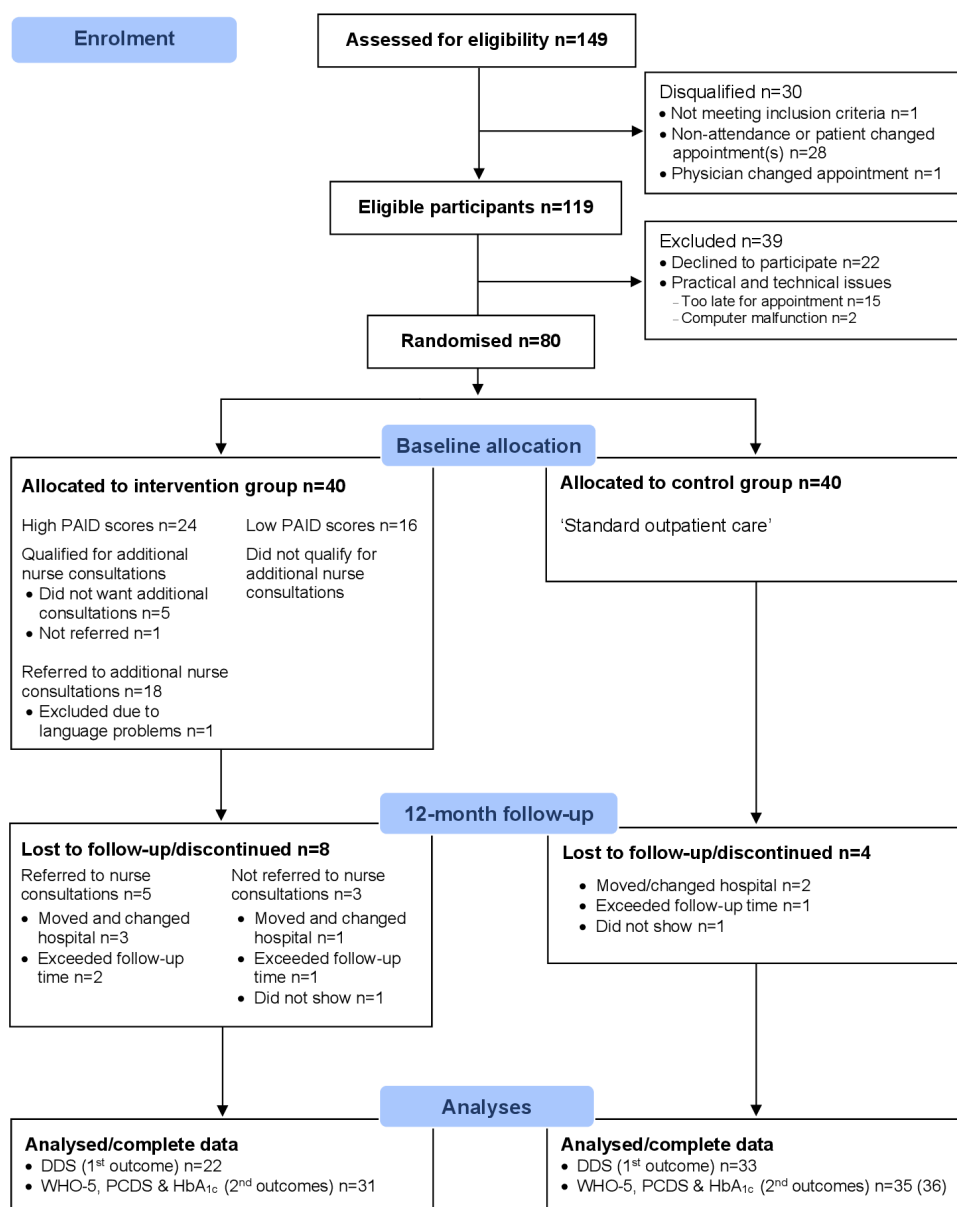 Enrolment
Assessed for eligibility n=149
Disqualified n=30
• Not meeting inclusion criteria n=1
• Non-attendance or patient changed
appointment(s) n=28
• Physician changed appointment n=1
Eligible participants n=119
Excluded n=39
• Declined to participate n=22
• Practical and technical issues
- Too late for appointment n=15
- Computer malfunction n=2
Randomised n=80
Baseline allocation
Allocated to intervention group n=40
High PAID scores n=24
Qualified for additional
nurse consultations
• Did not want additional
consultations n=5
• Not referred n=1
Referred to additional nurse
consultations n=18
• Excluded due to
language problems n=1
Low PAID scores n=16
Did not qualify for
additional nurse
consultations
Allocated to control group n=40
‘Standard outpatient care’
12-month follow-up
Lost to follow-up/discontinued n=8
Referred to nurse
consultations n=5
• Moved and changed
hospital n=3
• Exceeded follow-up
time n=2
Not referred to nurse
consultations n=3
• Moved and changed
hospital n=1
• Exceeded follow-up
time n=1
• Did not show n=1
Lost to follow-up/discontinued n=4
• Moved/changed hospital n=2
• Exceeded follow-up time n=1
• Did not show n=1
Analyses
Analysed/complete data
• DDS (1st outcome) n=22
• WHO-5, PCDS & HbA1c (2nd outcomes) n=31
Analysed/complete data
• DDS (1st outcome) n=33
• WHO-5, PCDS & HbA1c (2nd outcomes) n=35 (36)